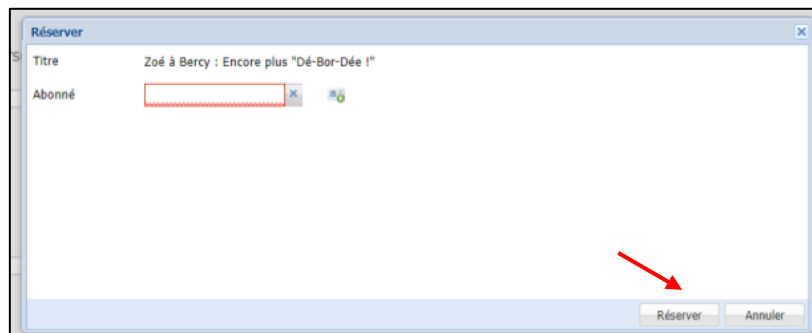 Réserver
Titre Zoé à Bercy : Encore plus "Dé-Bor-Dée !"
Abonné
Réserver Annuler